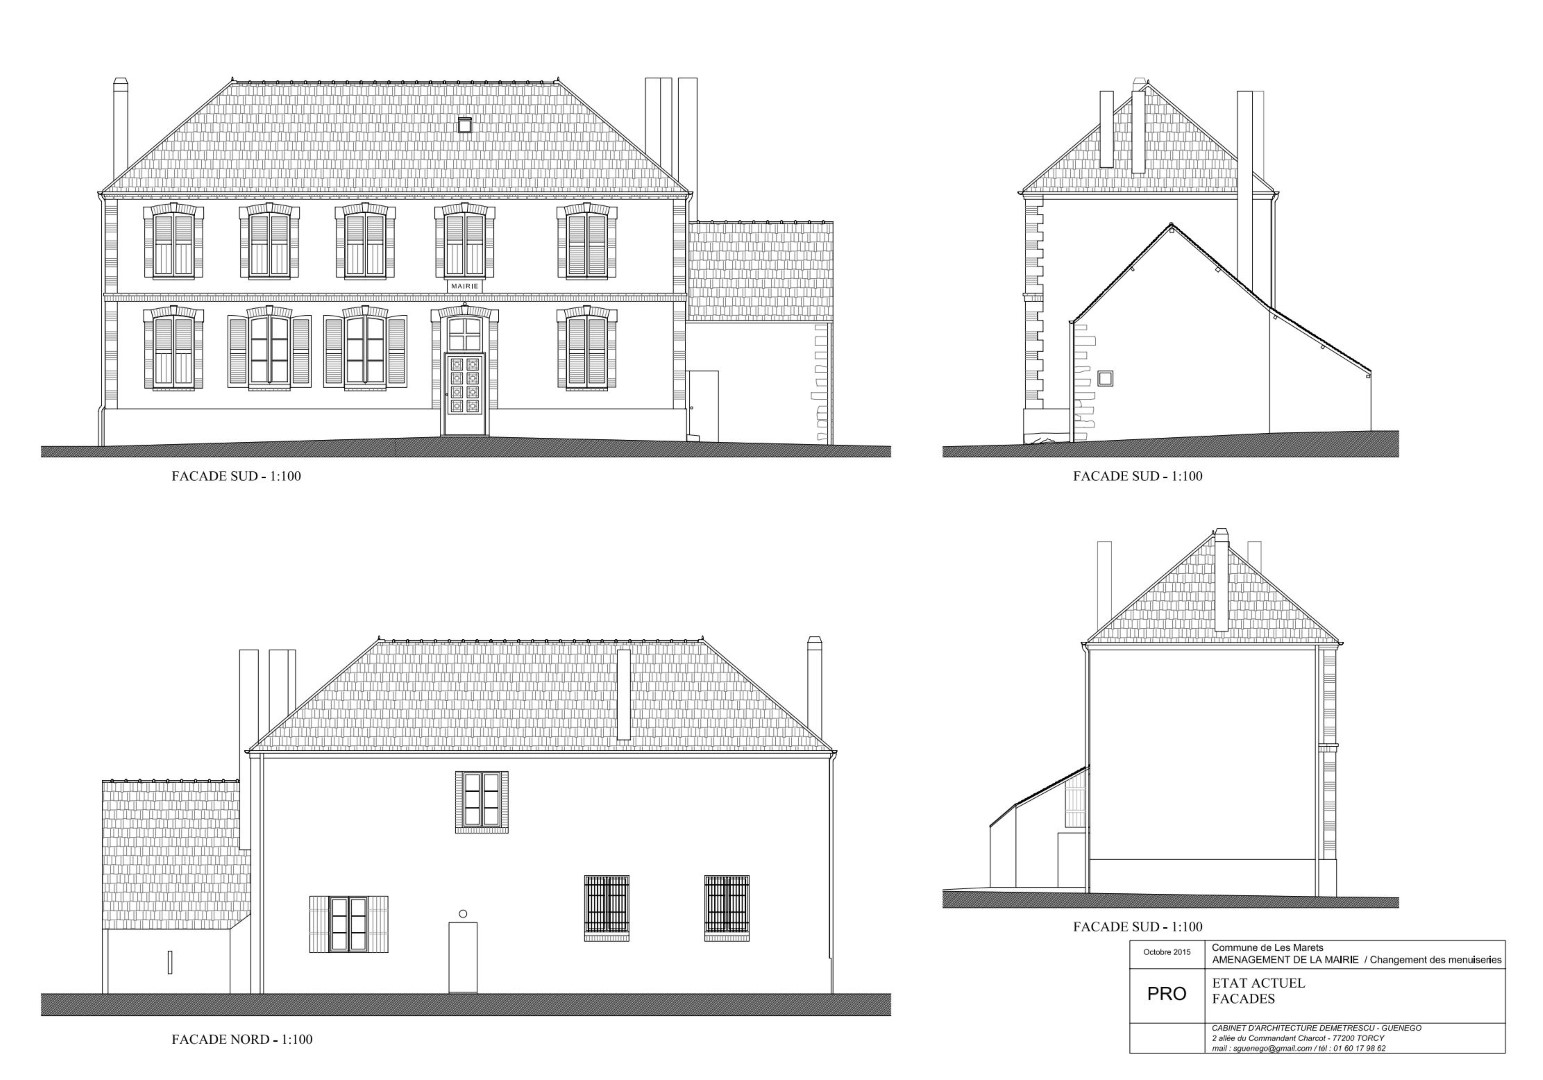 MAIRIE
FACADE SUD - 1:100
FACADE SUD - 1:100
FACADE NORD - 1:100
FACADE SUD - 1:100
Octobre 2015
Commune de Les Marets
AMENAGEMENT DE LA MAIRIE / Changement des menuiseries
PRO
ETAT ACTUEL
FACADES
CABINET D'ARCHITECTURE DEMETRESCU - GUENEGO
2 allée du Commandant Charcot - 77200 TORCY
mail : sguenego@gmail.com / tél : 01 60 17 98 62